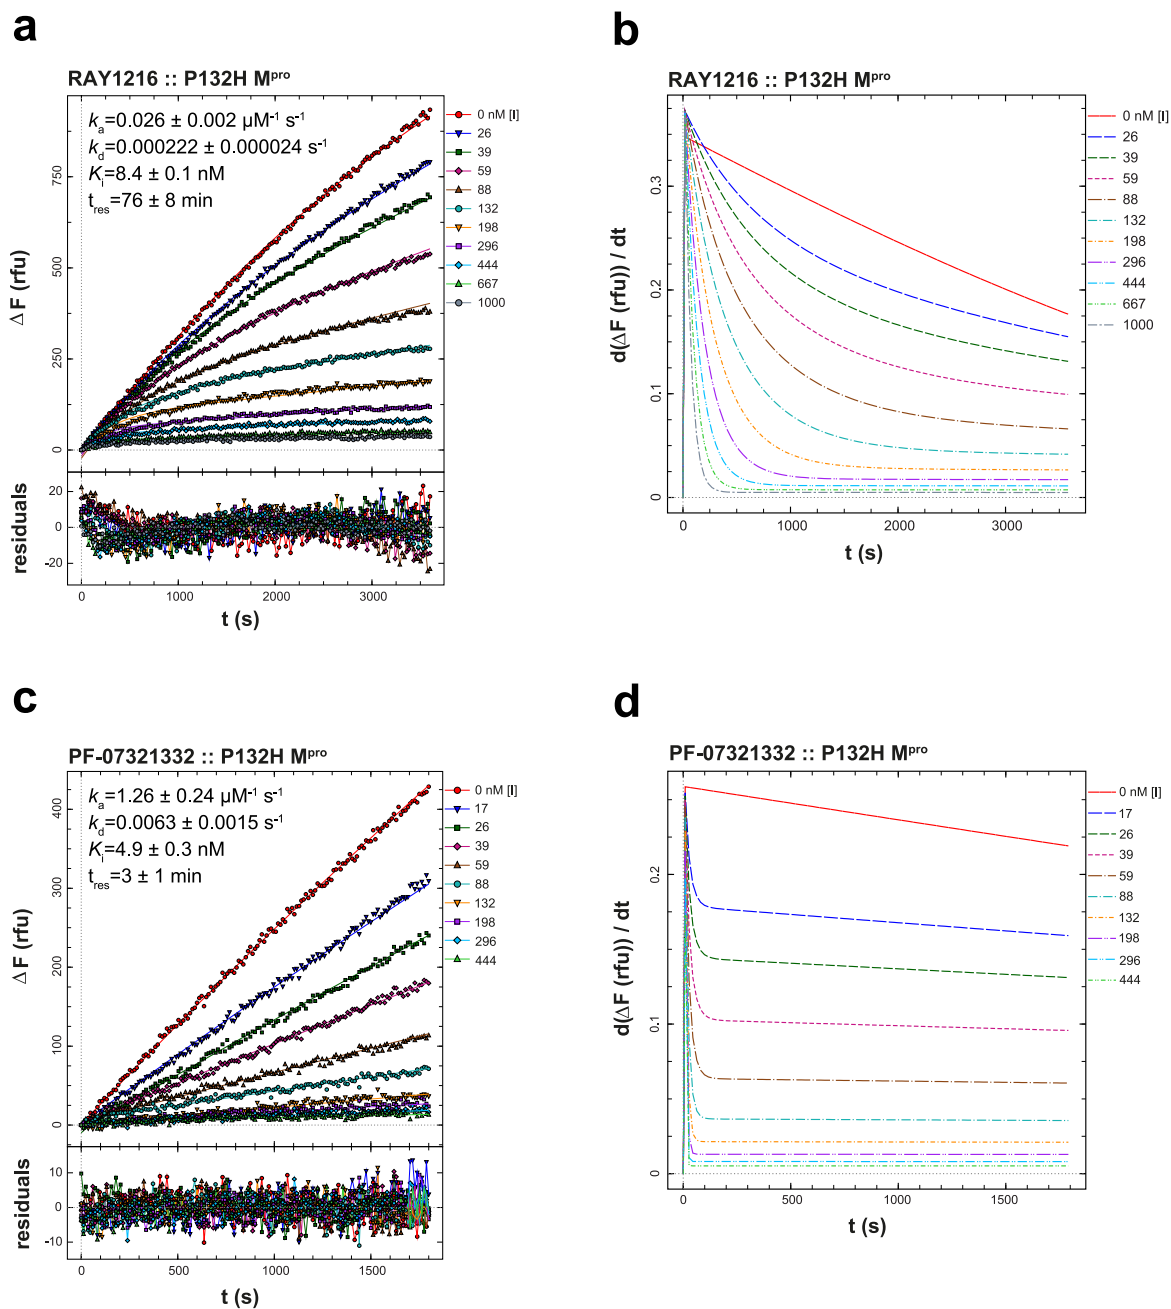 a
RAY1216 :: P132H Mpro
ka=0.026 ± 0.002 µM-1 s-1
kd=0.000222 ± 0.000024 s-1
Ki=8.4 ± 0.1 nM
tres=76 ± 8 min
0 nM [I]
26
39
59
88
132
198
296
444
667
1000
Δ F (rfu)
750
500
250
0
residuals
20
0
-20
0 1000 2000 3000
t (s)
b
RAY1216 :: P132H Mpro
d(ΔF (rfu)) / dt
0.3
0.2
0.1
0
0 1000 2000 3000
t (s)
0 nM [I]
26
39
59
88
132
198
296
444
667
1000
c
PF-07321332 :: P132H Mpro
ka=1.26 ± 0.24 µM-1 s-1
kd=0.0063 ± 0.0015 s-1
Ki=4.9 ± 0.3 nM
tres=3 ± 1 min
0 nM [I]
17
26
39
59
88
132
198
296
444
Δ F (rfu)
400
300
200
100
0
residuals
10
0
-10
0 500 1000 1500
t (s)
d
PF-07321332 :: P132H Mpro
d(ΔF (rfu)) / dt
0.2
0.1
0
0 500 1000 1500
t (s)
0 nM [I]
17
26
39
59
88
132
198
296
444